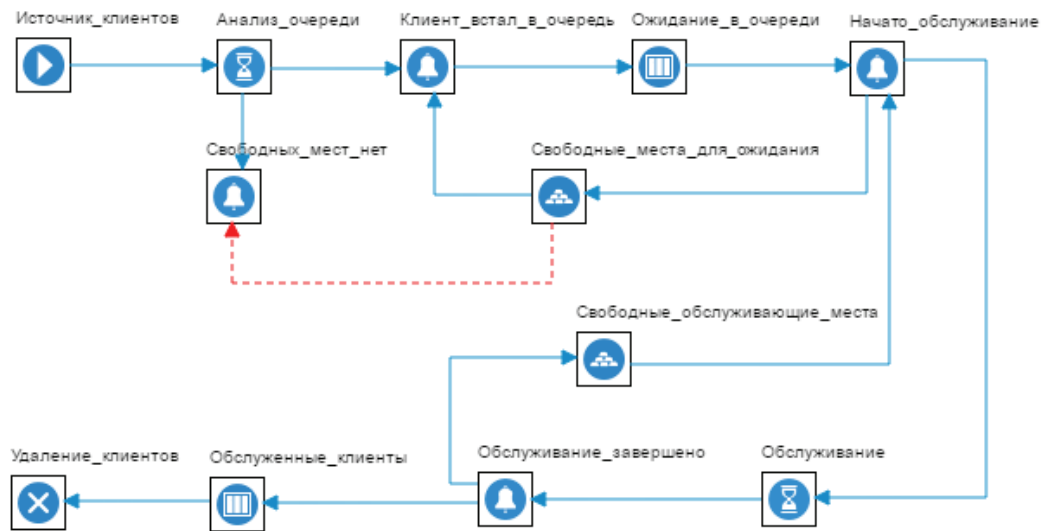 Источник_клиентов
Анализ_очереди
Клиент_встал_в_очередь
Ожидание_в_очереди
Начато_обслуживание
Свободных_мест_нет
Свободные_места_для_ожидания
Свободные_обслуживающие_места
Удаление_клиентов
Обслуженные_клиенты
Обслуживание_завершено
Обслуживание